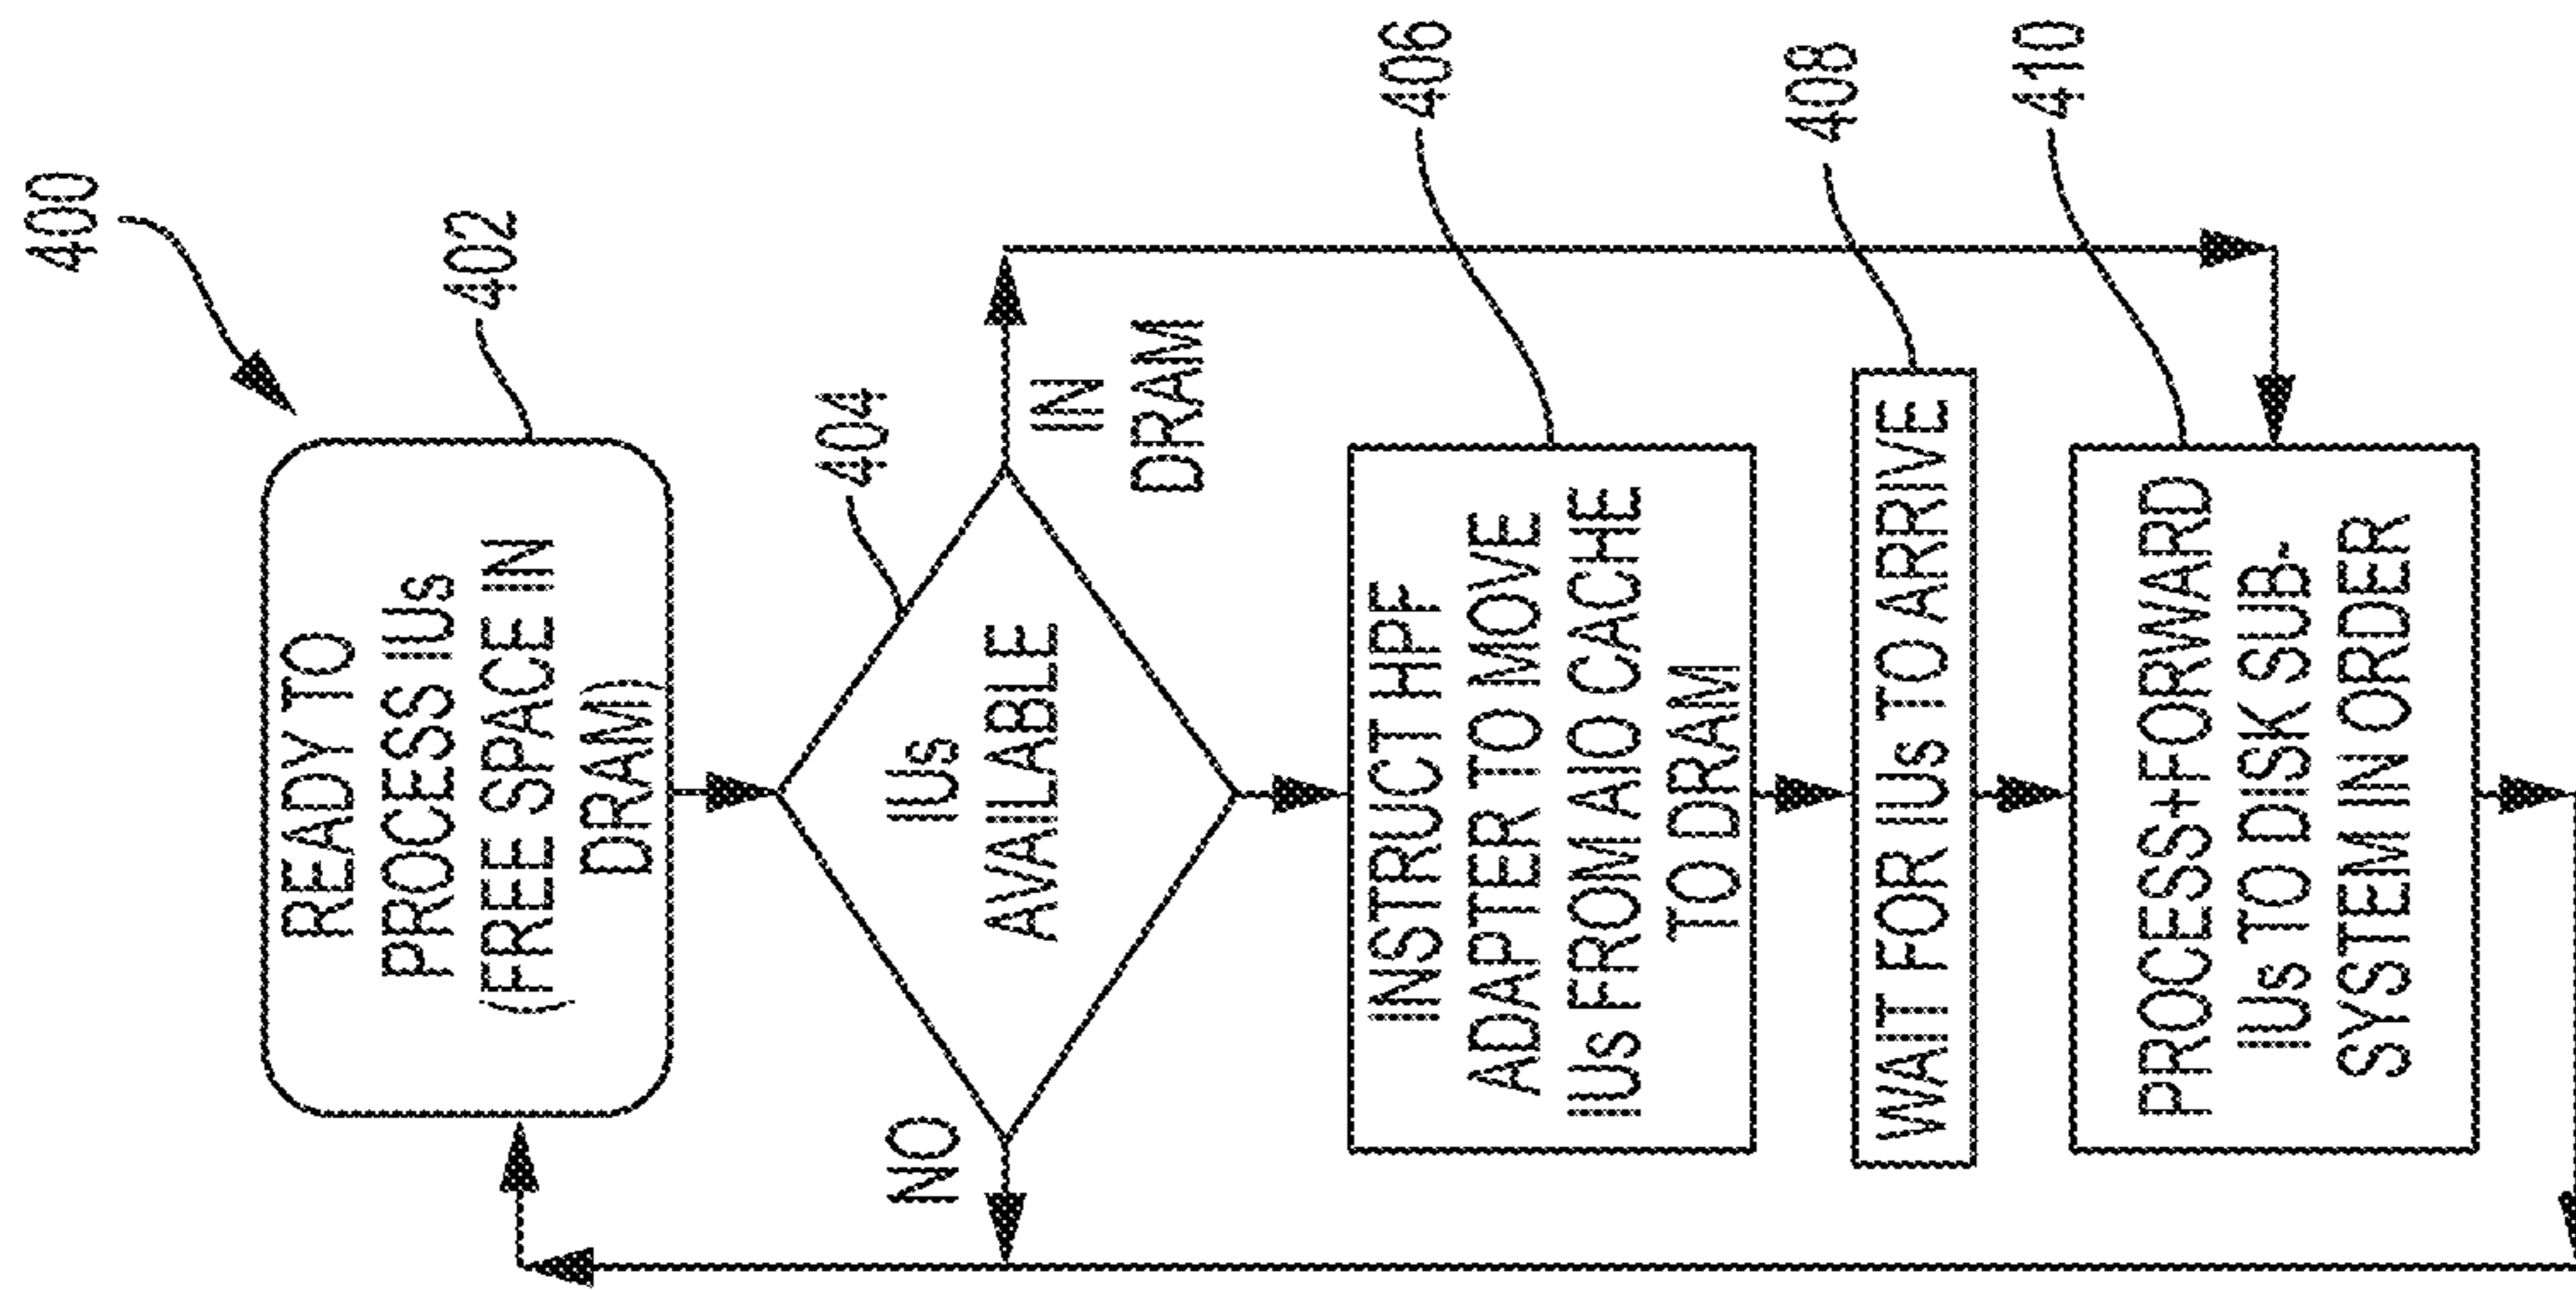 400
READY TO
PROCESS IUs
(FREE SPACE IN
DRAM)
402
IUs
AVAILABLE
404
NO
IN
DRAM
INSTRUCT HPF
ADAPTER TO MOVE
IUs FROM AIO CACHE
TO DRAM
406
WAIT FOR IUs TO ARRIVE
408
PROCESS+FORWARD
IUs TO DISK SUB-
SYSTEM IN ORDER
410